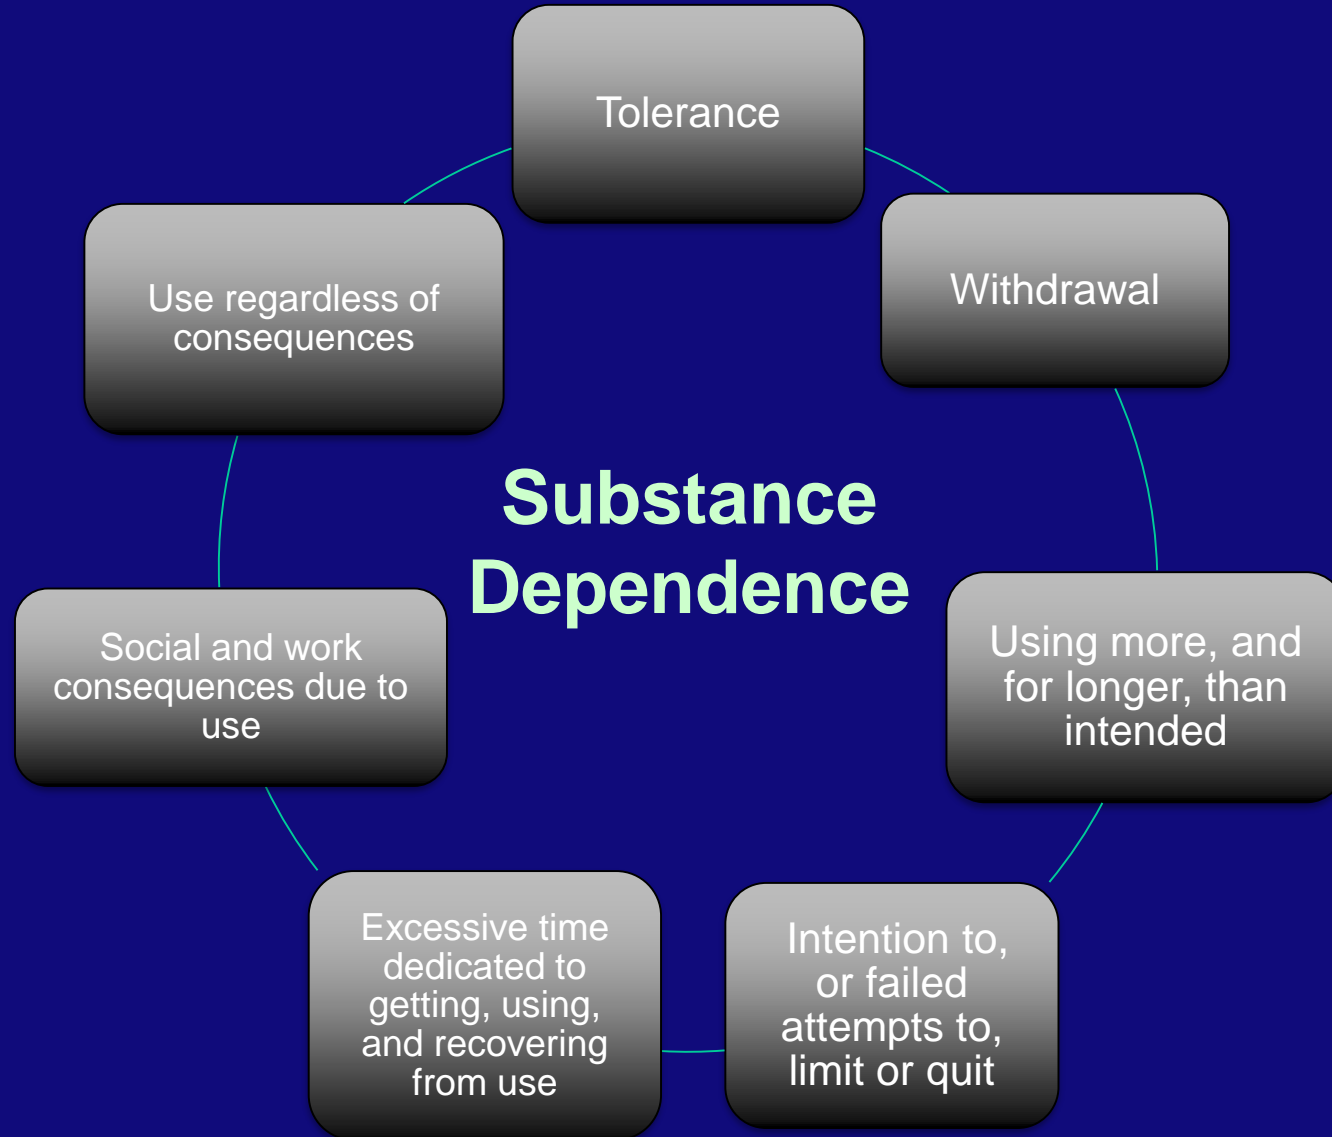 Tolerance
Withdrawal
Using more, and
for longer, than
intended
Intention to,
or failed
attempts to,
limit or quit
Excessive time
dedicated to
getting, using,
and recovering
from use
Social and work
consequences due to
use
Use regardless of
consequences
Substance
Dependence